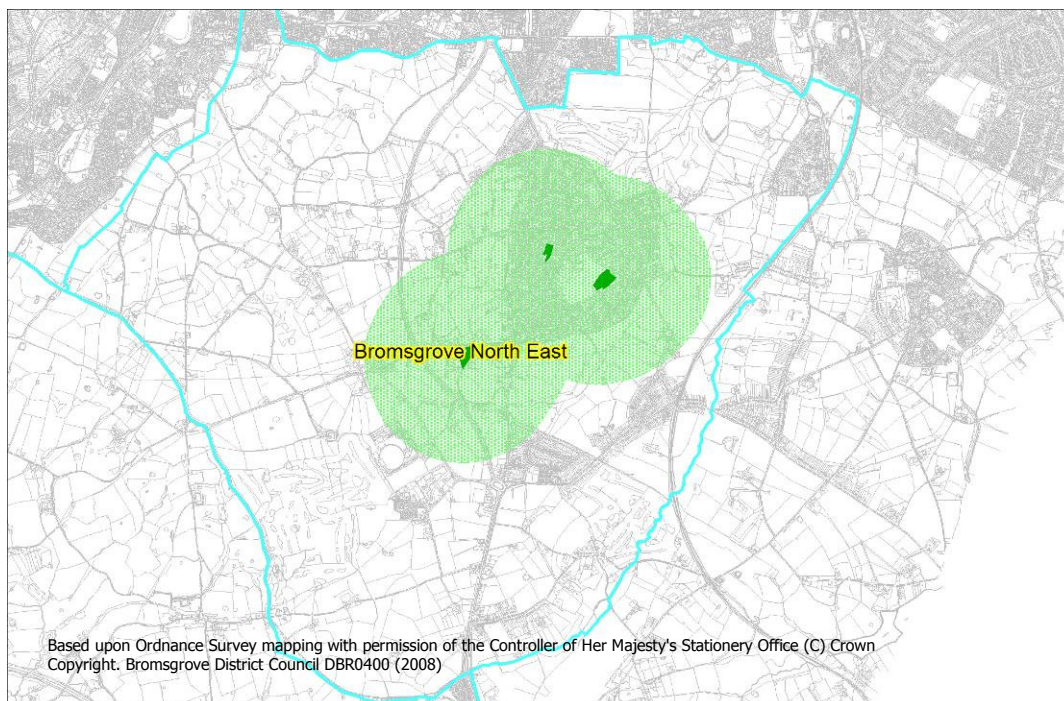 Bromsgrove North East
Based upon Ordnance Survey mapping with permission of the Controller of Her Majesty's Stationery Office (C) Crown
Copyright. Bromsgrove District Council DBR0400 (2008)